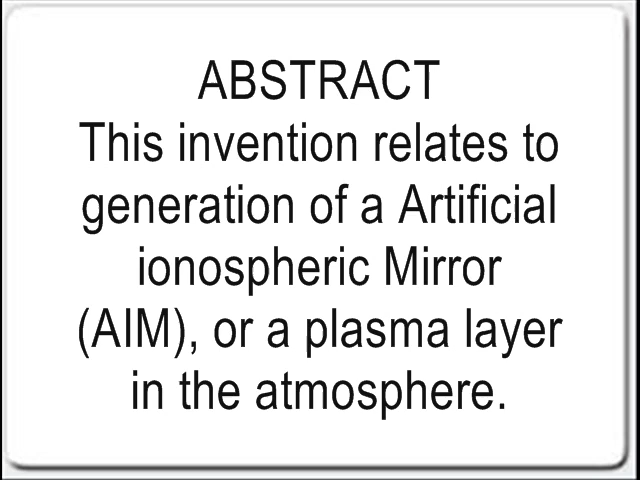 ABSTRACT
This invention relates to
generation of a Artificial
ionospheric Mirror
(AIM), or a plasma layer
in the atmosphere.